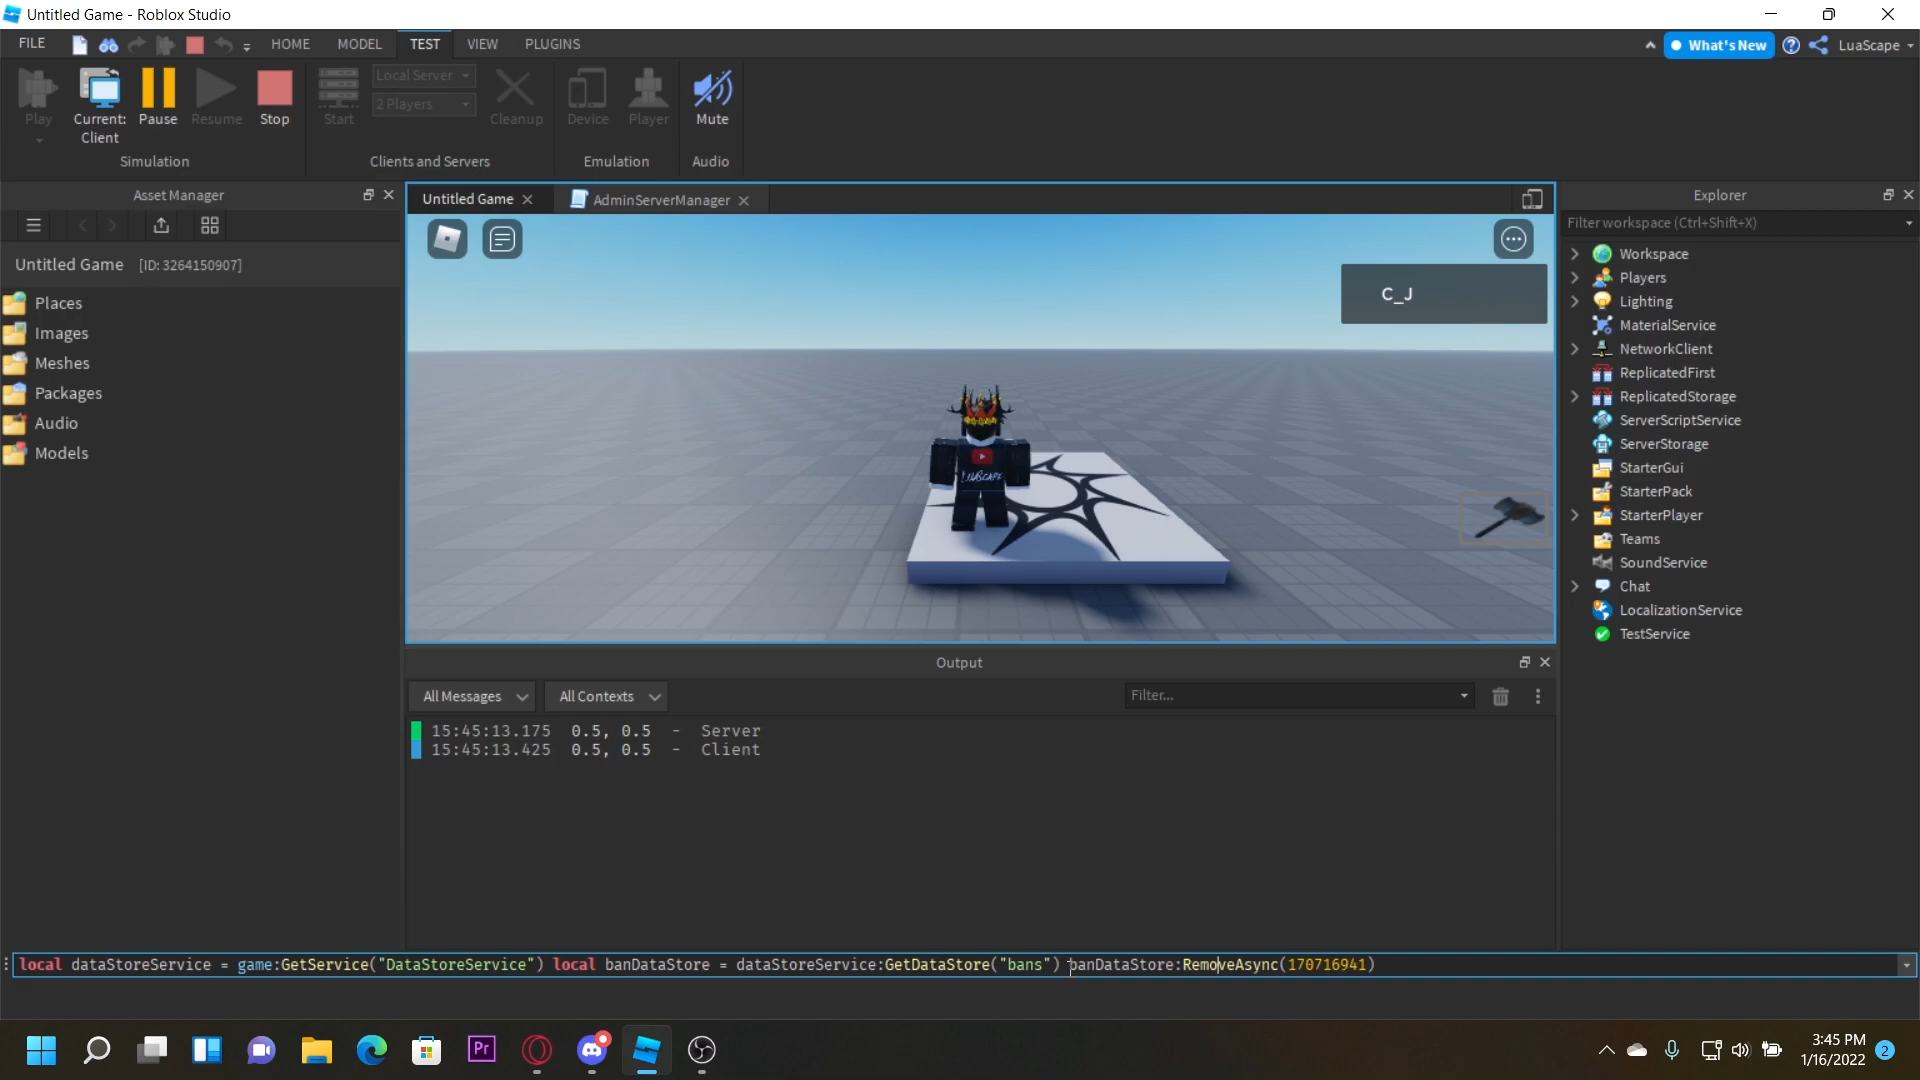 Untitled Game - Roblox Studio
FILE
HOME
MODEL
TEST
VIEW
PLUGINS
What's New
LuaScape
Play
Current:
Client
Pause
Resume
Stop
Simulation
Start
Local Server
2 Players
Cleanup
Clients and Servers
Device
Player
Emulation
Mute
Audio
Asset Manager
Untitled Game [ID: 3264150907]
Places
Images
Meshes
Packages
Audio
Models
Untitled Game
AdminServerManager
C_J
LUASCAPE
Output
All Messages
All Contexts
Filter...
15:45:13.175 0.5, 0.5 - Server
15:45:13.425 0.5, 0.5 - Client
Explorer
Filter workspace (Ctrl+Shift+X)
Workspace
Players
Lighting
MaterialService
NetworkClient
ReplicatedFirst
ReplicatedStorage
ServerScriptService
ServerStorage
StarterGui
StarterPack
StarterPlayer
Teams
SoundService
Chat
LocalizationService
TestService
local dataStoreService = game:GetService("DataStoreService") local banDataStore = dataStoreService:GetDataStore("bans") banDataStore:RemoveAsync(170716941)
Pr
3:45 PM
1/16/2022
2